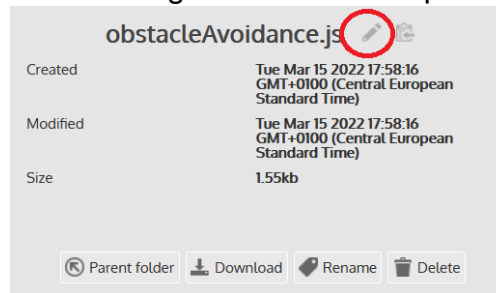 obstacleAvoidance.js
Created Tue Mar 15 2022 17:58:16
GMT+0100 (Central European
Standard Time)
Modified Tue Mar 15 2022 17:58:16
GMT+0100 (Central European
Standard Time)
Size 1.55kb
Parent folder Download Rename Delete